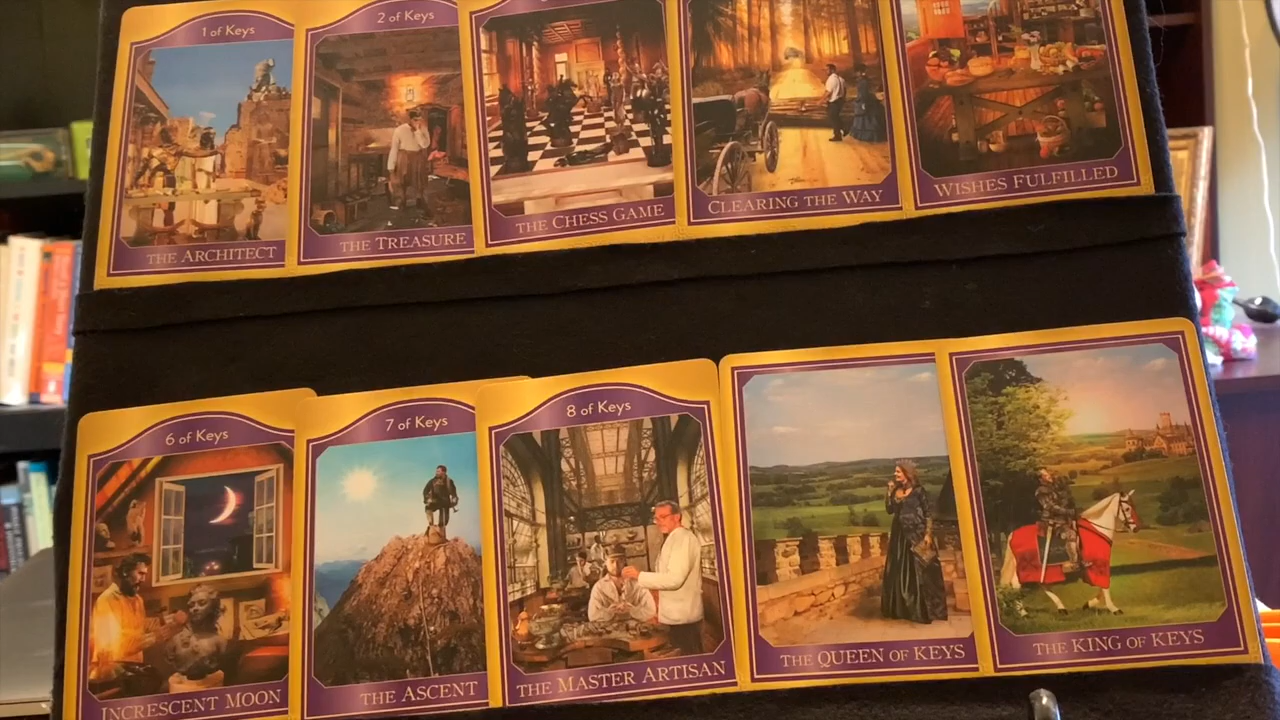 1 of Keys
2 of Keys
THE ARCHITECT
THE TREASURE
THE CHESS GAME
CLEARING THE WAY
WISHES FULFILLED
6 of Keys
7 of Keys
8 of Keys
INCRESCENT MOON
THE ASCENT
THE MASTER ARTISAN
THE QUEEN OF KEYS
THE KING OF KEYS